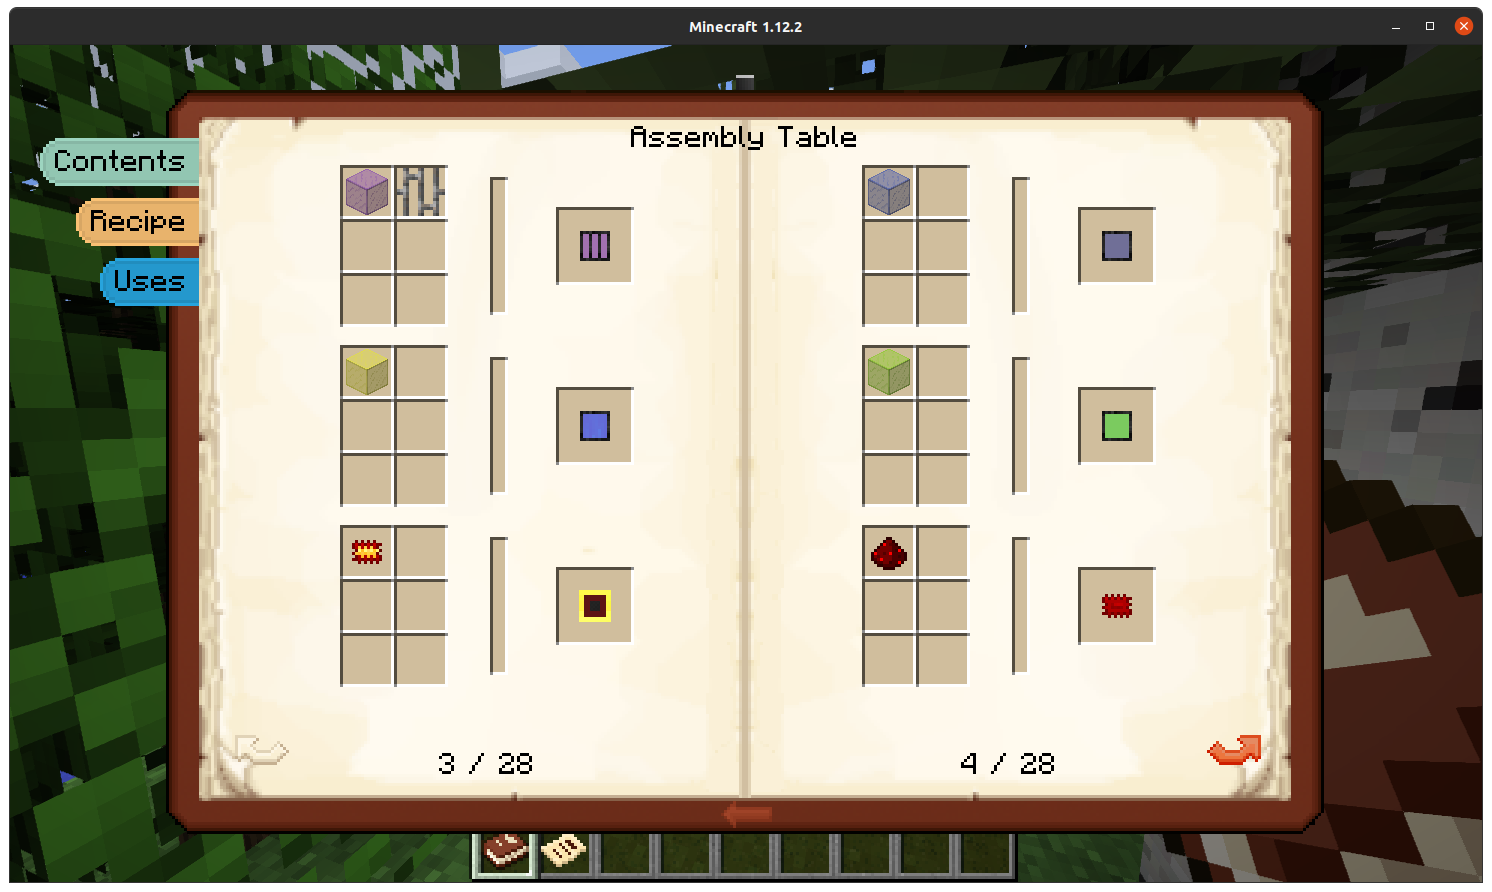 Minecraft 1.12.2
Assembly Table
Contents
Recipe
Uses
3 / 28
4 / 28